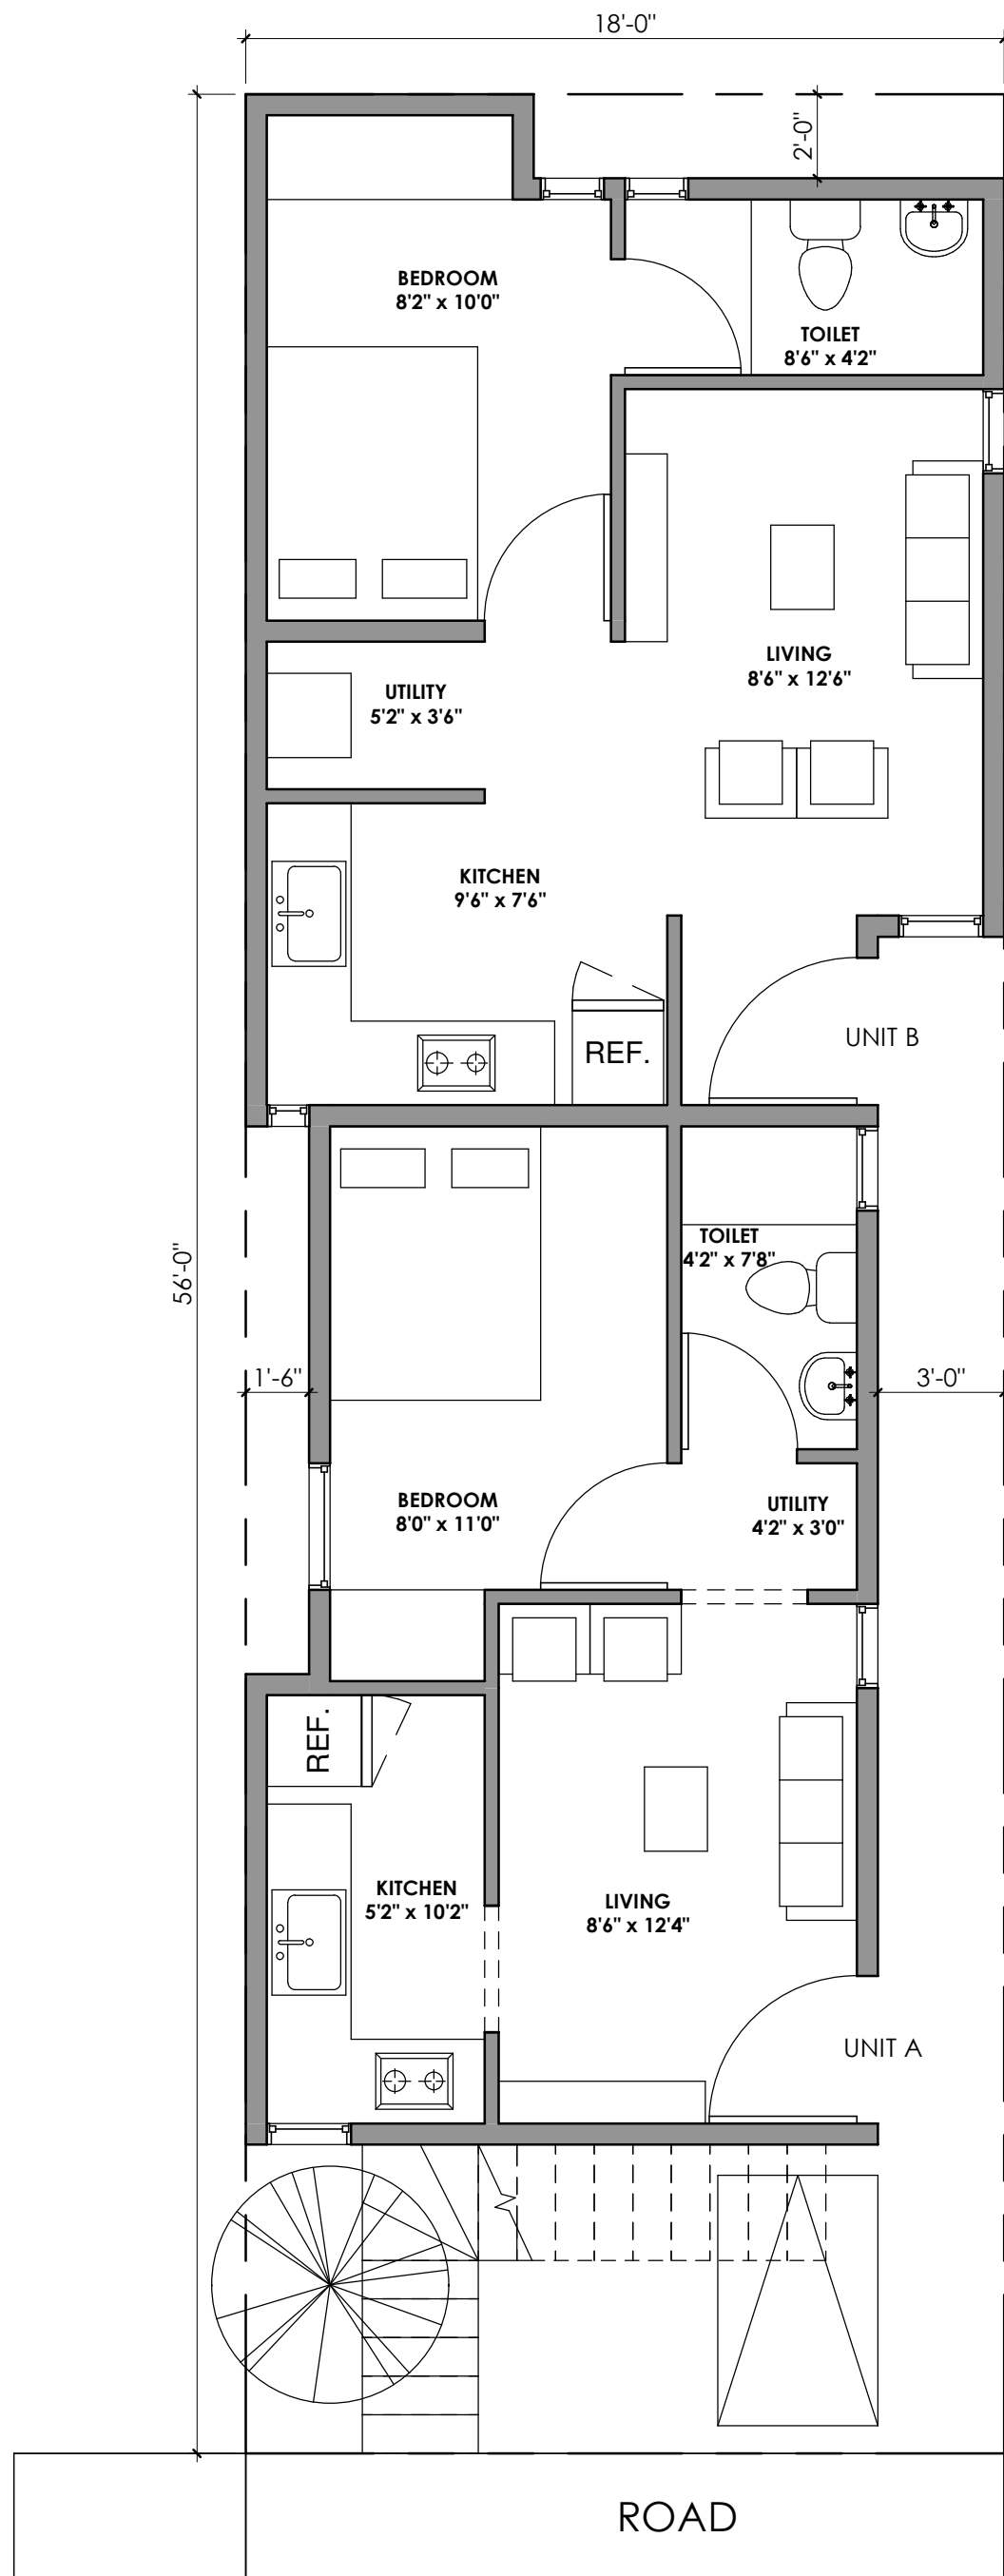 18'-0"
2'-0"
BEDROOM
8'2" x 10'0"
TOILET
8'6" x 4'2"
LIVING
8'6" x 12'6"
UTILITY
5'2" x 3'6"
KITCHEN
9'6" x 7'6"
UNIT B
REF.
TOILET
4'2" x 7'8"
56'-0"
1'-6"
3'-0"
BEDROOM
8'0" x 11'0"
UTILITY
4'2" x 3'0"
REF.
KITCHEN
5'2" x 10'2"
LIVING
8'6" x 12'4"
UNIT A
ROAD